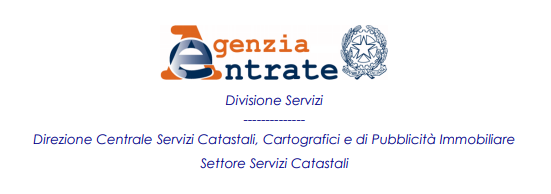 Agenzia
Entrate
Divisione Servizi
--------------
Direzione Centrale Servizi Catastali, Cartografici e di Pubblicità Immobiliare
Settore Servizi Catastali